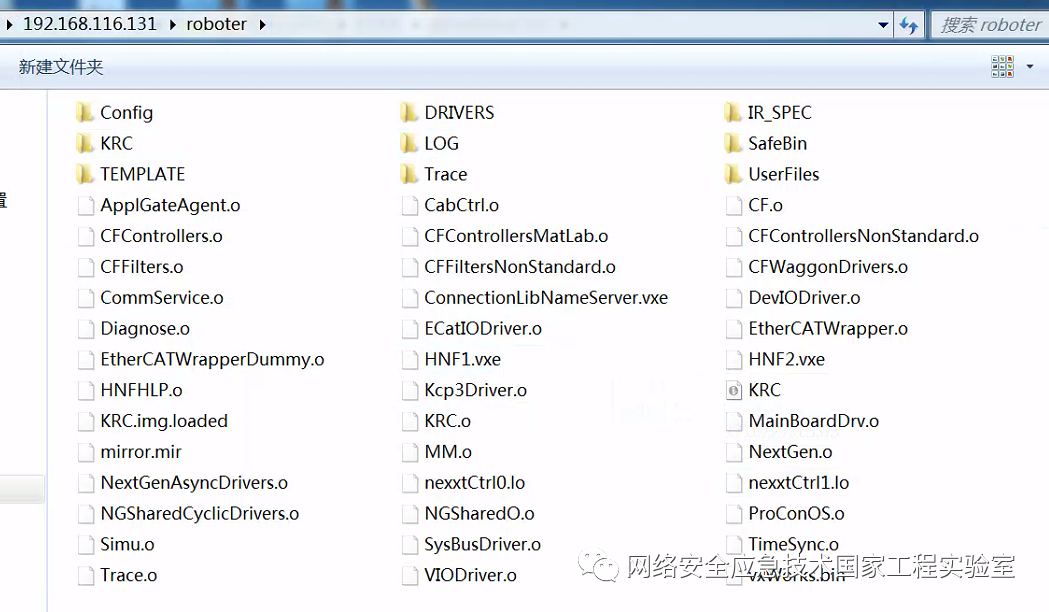 192.168.116.131 roboter 搜索 roboter
新建文件夹
Config DRIVERS IR_SPEC
KRC LOG SafeBin
TEMPLATE Trace UserFiles
置
ApplGateAgent.o CabCtrl.o CF.o
CFControllers.o CFControllersMatLab.o CFControllersNonStandard.o
CFFilters.o CFFiltersNonStandard.o CFWaggonDrivers.o
CommService.o ConnectionLibNameServer.vxe DevIODriver.o
Diagnose.o ECatIODriver.o EtherCATWrapper.o
EtherCATWrapperDummy.o HNF1.vxe HNF2.vxe
HNFHLP.o Kcp3Driver.o KRC
KRC.img.loaded KRC.o MainBoardDrv.o
mirror.mir MM.o NextGen.o
NextGenAsyncDrivers.o nexxtCtrl0.lo nexxtCtrl1.lo
NGSharedCyclicDrivers.o NGSharedO.o ProConOS.o
Simu.o SysBusDriver.o TimeSync.o
Trace.o VIODriver.o vxWorks.bin
网络安全应急技术国家工程实验室